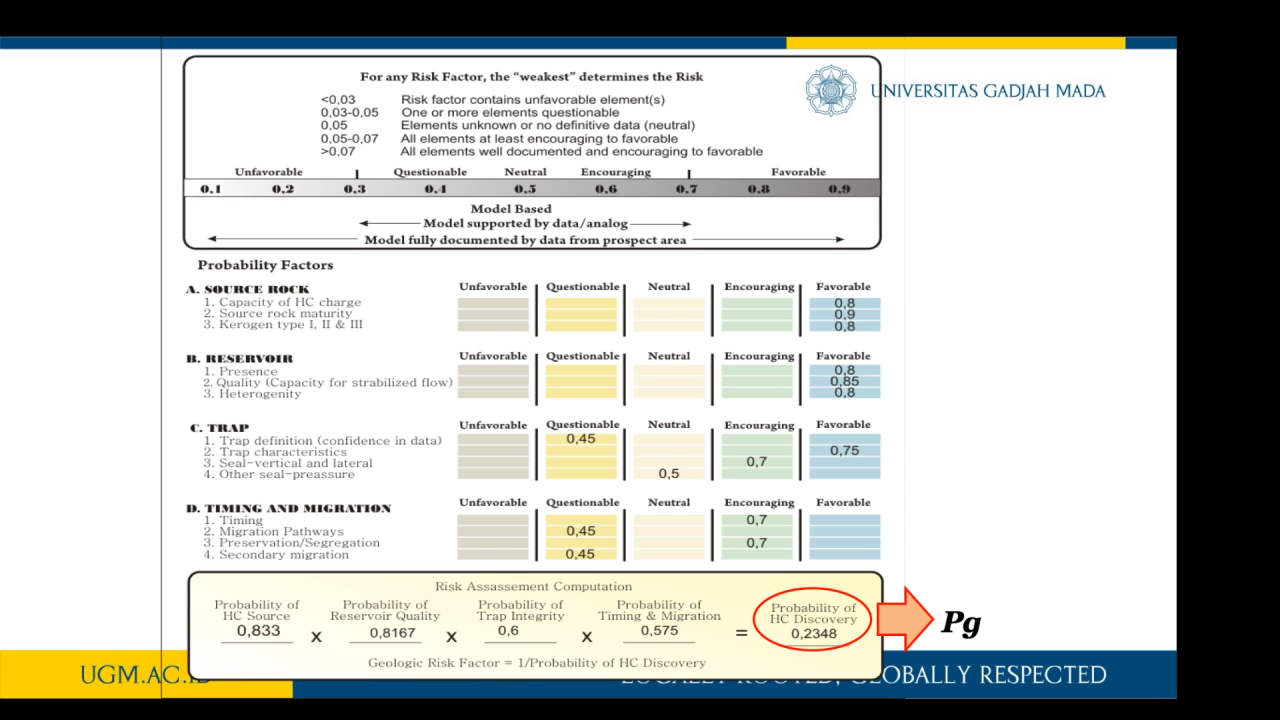 For any Risk Factor, the “weakest” determines the Risk
UNIVERSITAS GADJAH MADA
<0,03 Risk factor contains unfavorable element(s)
0,03-0,05 One or more elements questionable
0,05 Elements unknown or no definitive data (neutral)
0,05-0,07 All elements at least encouraging to favorable
>0,07 All elements well documented and encouraging to favorable
Unfavorable Questionable Neutral Encouraging Favorable
0,1 0,2 0,3 0,4 0,5 0,6 0,7 0,8 0,9
Model Based
Model supported by data/analog
Model fully documented by data from prospect area
Probability Factors
A. SOURCE ROCK Unfavorable Questionable Neutral Encouraging Favorable
1. Capacity of HC charge 0,8
2. Source rock maturity 0,9
3. Kerogen type I, II & III 0,8
B. RESERVOIR Unfavorable Questionable Neutral Encouraging Favorable
1. Presence 0,8
2. Quality (Capacity for strabilized flow) 0,85
3. Heterogenity 0,8
C. TRAP Unfavorable Questionable Neutral Encouraging Favorable
1. Trap definition (confidence in data) 0,45
2. Trap characteristics 0,75
3. Seal-vertical and lateral 0,7
4. Other seal-preassure 0,5
D. TIMING AND MIGRATION Unfavorable Questionable Neutral Encouraging Favorable
1. Timing 0,7
2. Migration Pathways 0,45
3. Preservation/Segregation 0,7
4. Secondary migration 0,45
Risk Assassement Computation
Probability of HC Source 0,833 x Probability of Reservoir Quality 0,8167 x Probability of Trap Integrity 0,6 x Probability of Timing & Migration 0,575 = Probability of HC Discovery 0,2348
Pg
Geologic Risk Factor = 1/Probability of HC Discovery
UGM.AC.ID
GLOBALLY RESPECTED